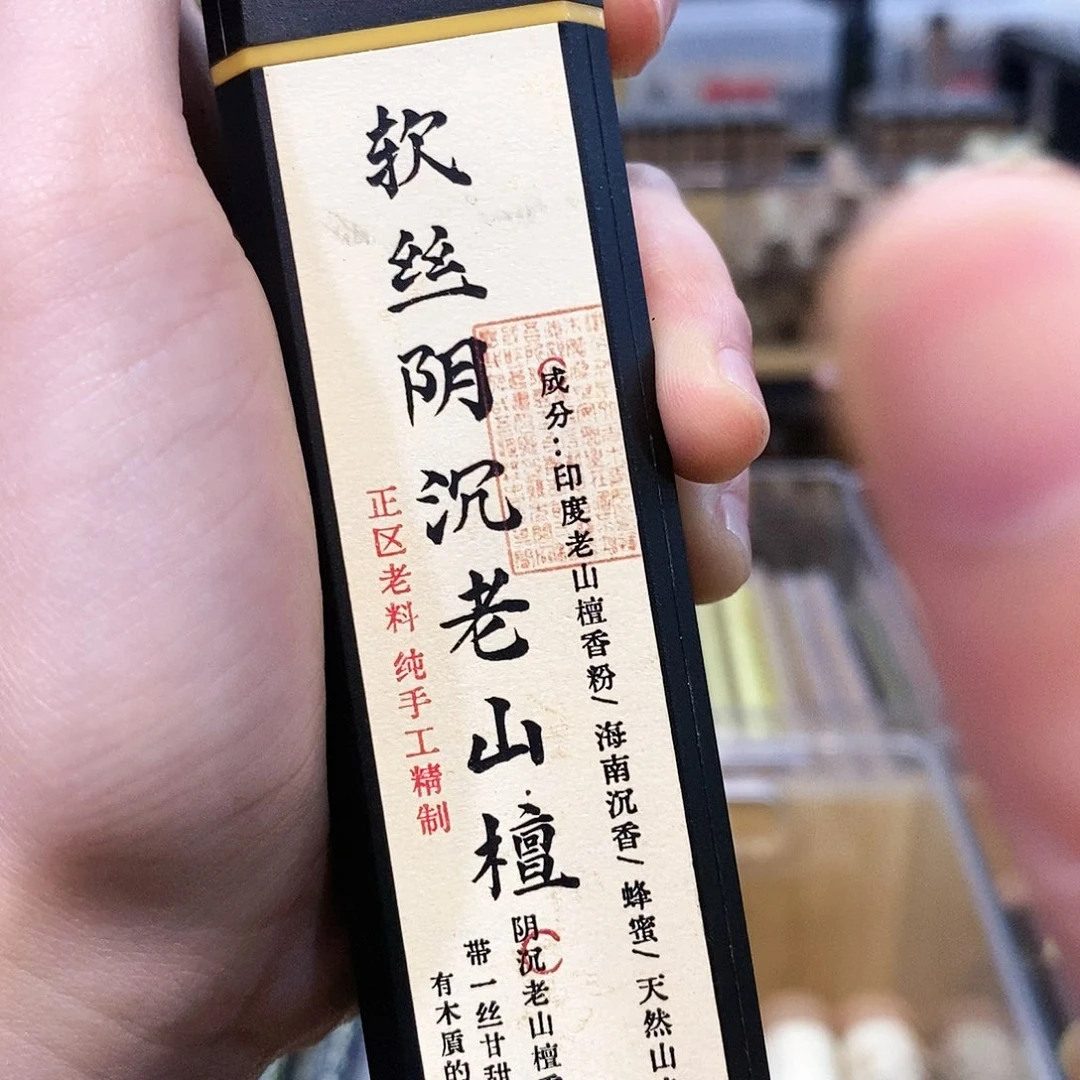 软丝阴沉老山檀
成分：印度老山檀香粉/海南沉香/蜂蜜/天然山
正区老料 纯手工精制
阴沉老山檀
带一丝甘甜
有木质的